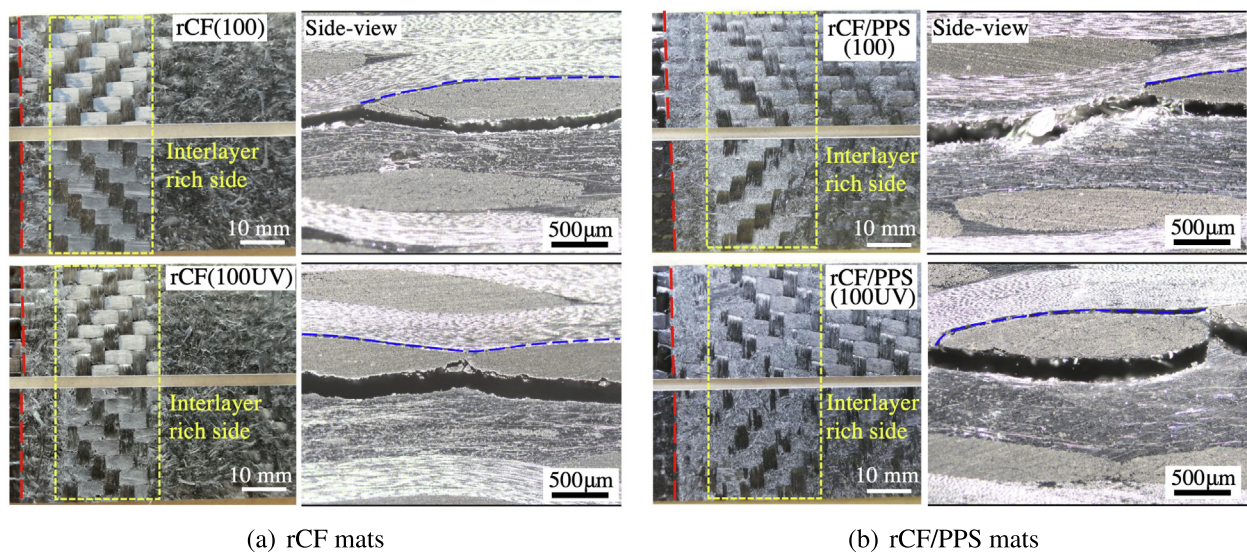 rCF(100)
Interlayer
rich side
10 mm
Side-view
500μm
rCF(100UV)
Interlayer
rich side
10 mm
500μm
(a) rCF mats
rCF/PPS
(100)
Interlayer
rich side
10 mm
Side-view
500μm
rCF/PPS
(100UV)
Interlayer
rich side
10 mm
500μm
(b) rCF/PPS mats